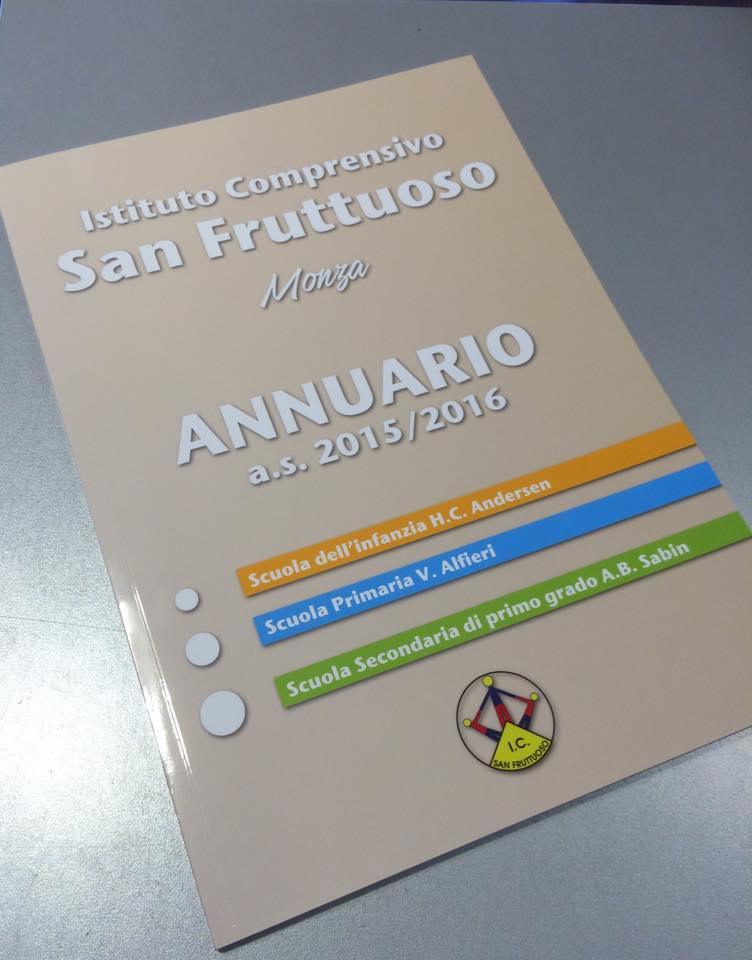 Istituto Comprensivo
San Fruttuoso
Monza
ANNUARIO
a.s. 2015/2016
Scuola dell'infanzia H.C. Andersen
Scuola Primaria V. Alfieri
Scuola Secondaria di primo grado A.B. Sabin
I.C.
SAN FRUTTUOSO